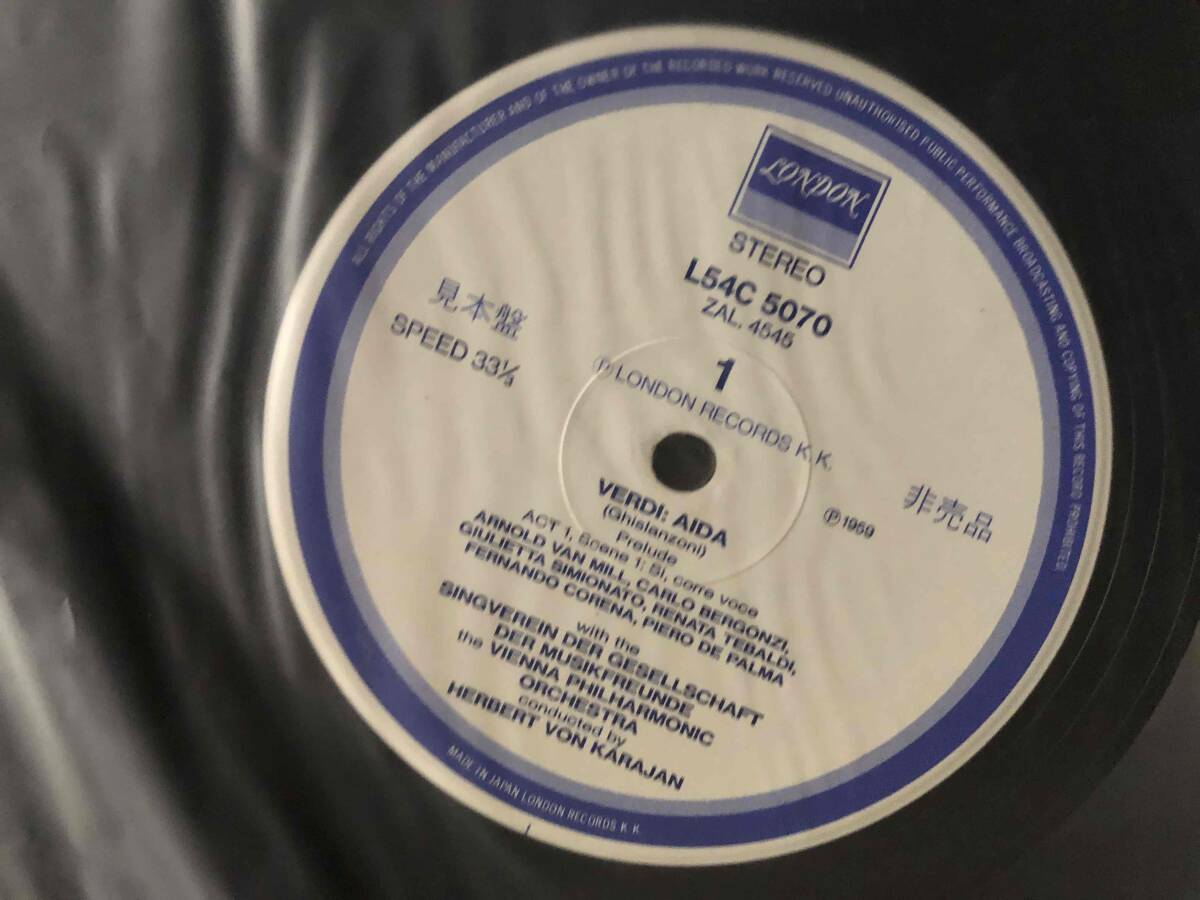 ALL RIGHTS OF THE MANUFACTURER AND OF THE OWNER OF THE RECORDED WORK RESERVED UNAUTHORISED PUBLIC PERFORMANCE BROADCASTING AND COPYING OF THIS RECORD PROHIBITED
LONDON
STEREO
L54C 5070
ZAL. 4545
見本盤
SPEED 33⅓
1
Ⓟ LONDON RECORDS K.K.
非売品
Ⓟ 1959
VERDI: AIDA
(Ghislanzoni)
Prelude
ACT 1, Scene 1: Si, corre voce
ARNOLD VAN MILL, CARLO BERGONZI,
GIULIETTA SIMIONATO, RENATA TEBALDI,
FERNANDO CORENA, PIERO DE PALMA
with the
SINGVEREIN DER GESELLSCHAFT
DER MUSIKFREUNDE
the VIENNA PHILHARMONIC
ORCHESTRA
conducted by
HERBERT VON KARAJAN
MADE IN JAPAN LONDON RECORDS K.K.